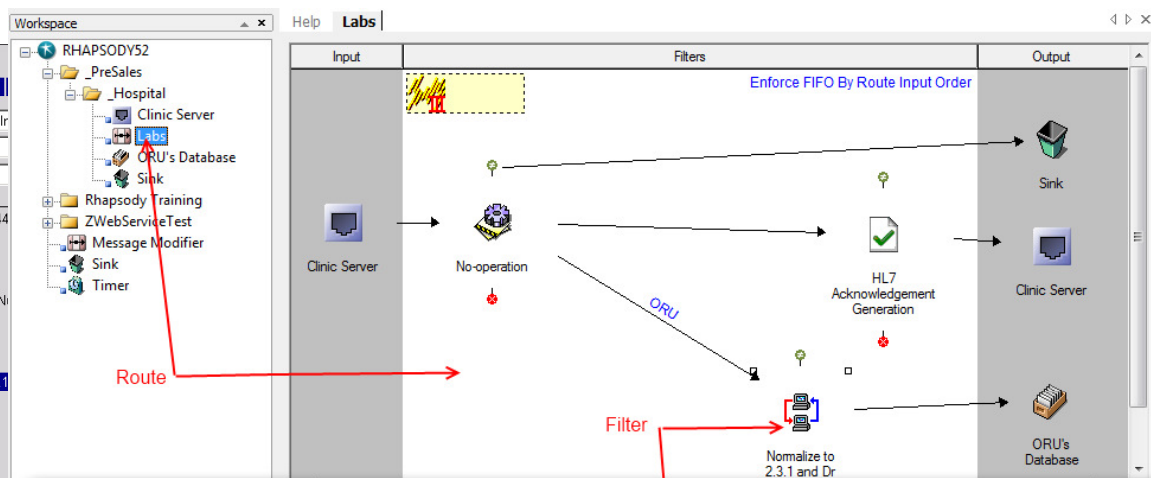 Workspace
Help
Labs
RHAPSODY52
_PreSales
_Hospital
Clinic Server
Labs
ORU's Database
Sink
Rhapsody Training
ZWebServiceTest
Message Modifier
Sink
Timer
Route
Input
Filters
Output
Enforce FIFO By Route Input Order
Clinic Server
No-operation
ORU
HL7
Acknowledgement
Generation
Filter
Normalize to
2.3.1 and Dr
Sink
Clinic Server
ORU's
Database